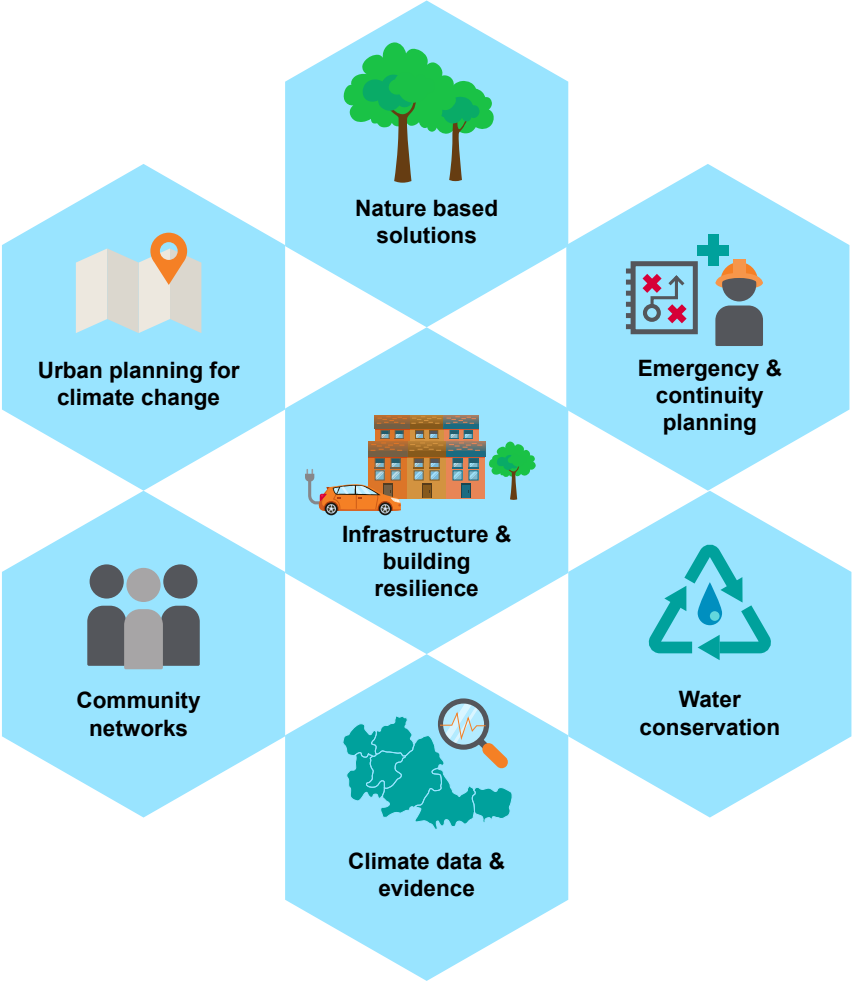 Nature based
solutions
Urban planning for
climate change
Emergency &
continuity
planning
Infrastructure &
building
resilience
Community
networks
Water
conservation
Climate data &
evidence